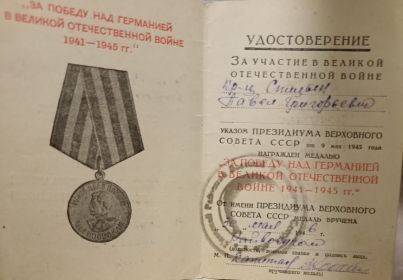 „ЗА ПОБЕДУ НАД ГЕРМАНИЕЙ
В ВЕЛИКОЙ ОТЕЧЕСТВЕННОЙ ВОЙНЕ
1941—1945 гг.“
УДОСТОВЕРЕНИЕ
ЗА УЧАСТИЕ В ВЕЛИКОЙ
ОТЕЧЕСТВЕННОЙ ВОЙНЕ
Павел Григорьевич
УКАЗОМ ПРЕЗИДИУМА ВЕРХОВНОГО
СОВЕТА СССР от 9 мая 1945 года
НАГРАЖДЕН МЕДАЛЬЮ
„ЗА ПОБЕДУ НАД ГЕРМАНИЕЙ
В ВЕЛИКОЙ ОТЕЧЕСТВЕННОЙ
ВОЙНЕ 1941—1945 гг.“
ОТ ИМЕНИ ПРЕЗИДИУМА ВЕРХОВНОГО
СОВЕТА СССР МЕДАЛЬ ВРУЧЕНА
мая 1946
М. П.